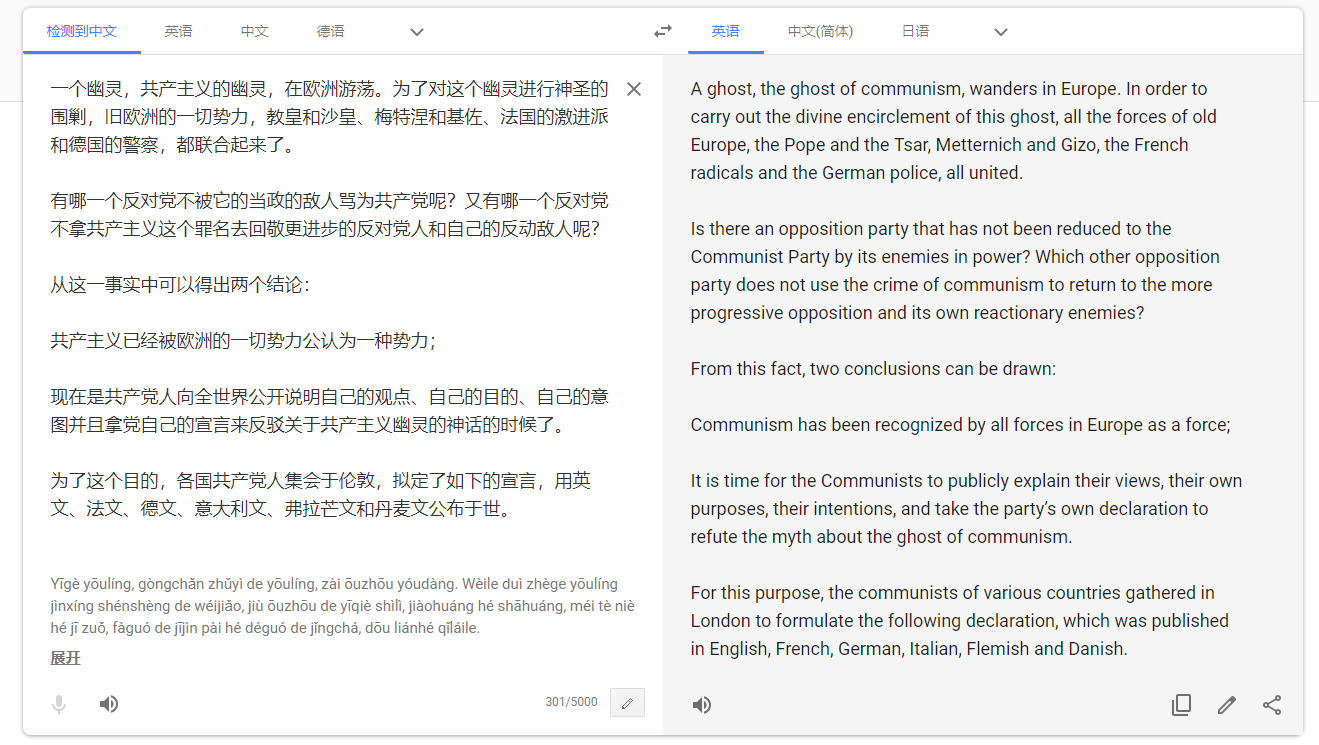 检测到中文 英语 中文 德语
英语 中文(简体) 日语
一个幽灵，共产主义的幽灵，在欧洲游荡。为了对这个幽灵进行神圣的
围剿，旧欧洲的一切势力，教皇和沙皇、梅特涅和基佐、法国的激进派
和德国的警察，都联合起来了。
有哪一个反对党不被它的当政的敌人骂为共产党呢？又有哪一个反对党
不拿共产主义这个罪名去回敬更进步的反对党人和自己的反动敌人呢？
从这一事实中可以得出两个结论：
共产主义已经被欧洲的一切势力公认为一种势力；
现在是共产党人向全世界公开说明自己的观点、自己的目的、自己的意
图并且拿党自己的宣言来反驳关于共产主义幽灵的神话的时候了。
为了这个目的，各国共产党人集会于伦敦，拟定了如下的宣言，用英
文、法文、德文、意大利文、弗拉芒文和丹麦文公布于世。
Yīgè yōulíng, gòngchǎn zhǔyì de yōulíng, zài ōuzhōu yóudàng. Wèile duì zhège yōulíng
jìnxíng shénshèng de wéijiǎo, jiù ōuzhōu de yīqiè shìlì, jiàohuáng hé shāhuáng, méi tè niè
hé jī zuǒ, fàguó de jījìn pài hé déguó de jǐngchá, dōu liánhé qǐláile.
展开
301/5000
A ghost, the ghost of communism, wanders in Europe. In order to
carry out the divine encirclement of this ghost, all the forces of old
Europe, the Pope and the Tsar, Metternich and Gizo, the French
radicals and the German police, all united.
Is there an opposition party that has not been reduced to the
Communist Party by its enemies in power? Which other opposition
party does not use the crime of communism to return to the more
progressive opposition and its own reactionary enemies?
From this fact, two conclusions can be drawn:
Communism has been recognized by all forces in Europe as a force;
It is time for the Communists to publicly explain their views, their own
purposes, their intentions, and take the party's own declaration to
refute the myth about the ghost of communism.
For this purpose, the communists of various countries gathered in
London to formulate the following declaration, which was published
in English, French, German, Italian, Flemish and Danish.